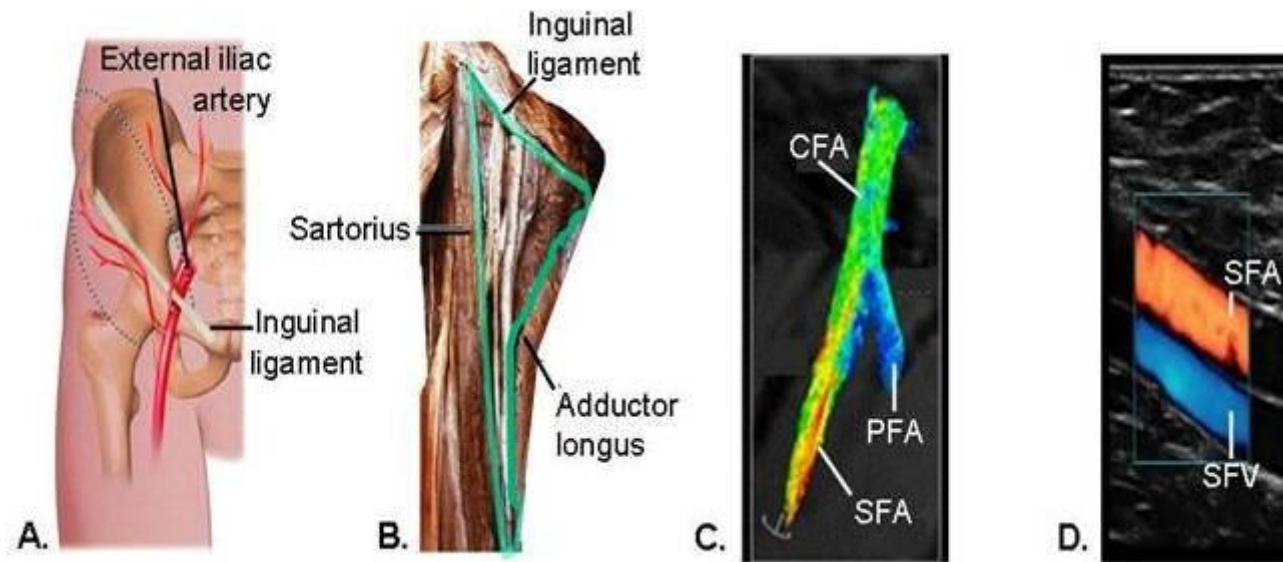 External iliac
artery
Inguinal
ligament
A.
Inguinal
ligament
Sartorius
Adductor
longus
B.
CFA
PFA
SFA
C.
SFA
SFV
D.